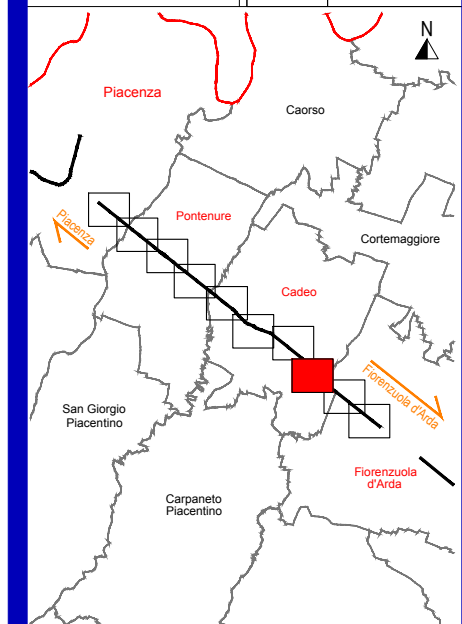 N
Piacenza
Caorso
Pontenure
Piacenza
Cortemaggiore
Cadeo
Fiorenzuola d'Arda
San Giorgio
Piacentino
Fiorenzuola
d'Arda
Carpaneto
Piacentino